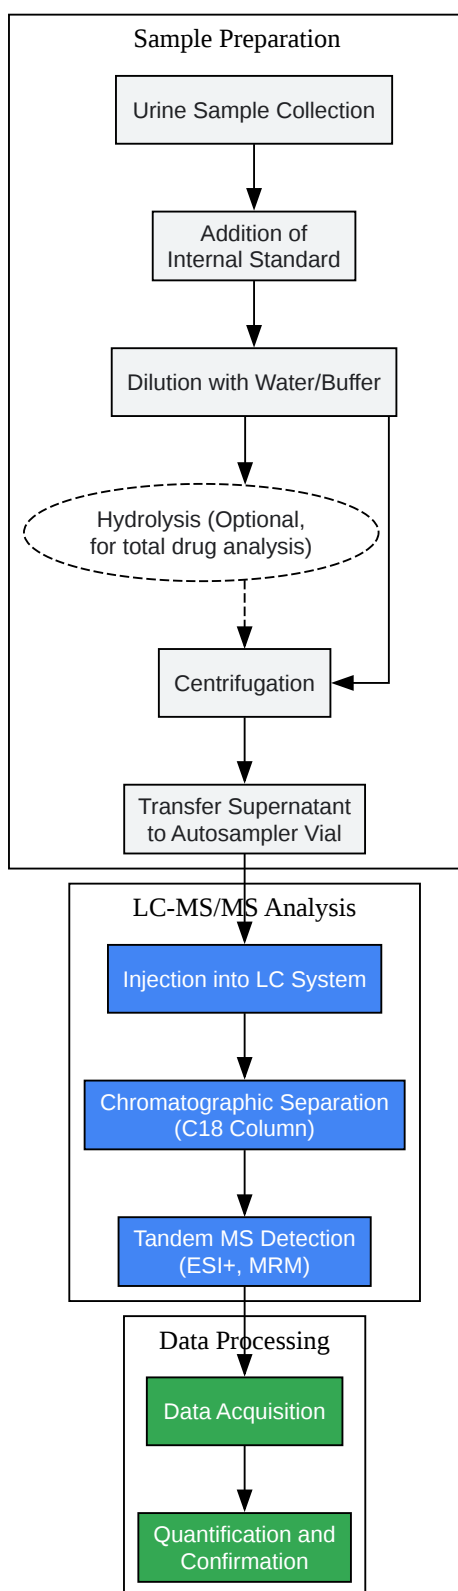 Sample Preparation
Urine Sample Collection
Addition of
Internal Standard
Dilution with Water/Buffer
Hydrolysis (Optional,
for total drug analysis)
Centrifugation
Transfer Supernatant
to Autosampler Vial
LC-MS/MS Analysis
Injection into LC System
Chromatographic Separation
(C18 Column)
Tandem MS Detection
(ESI+, MRM)
Data Processing
Data Acquisition
Quantification and
Confirmation